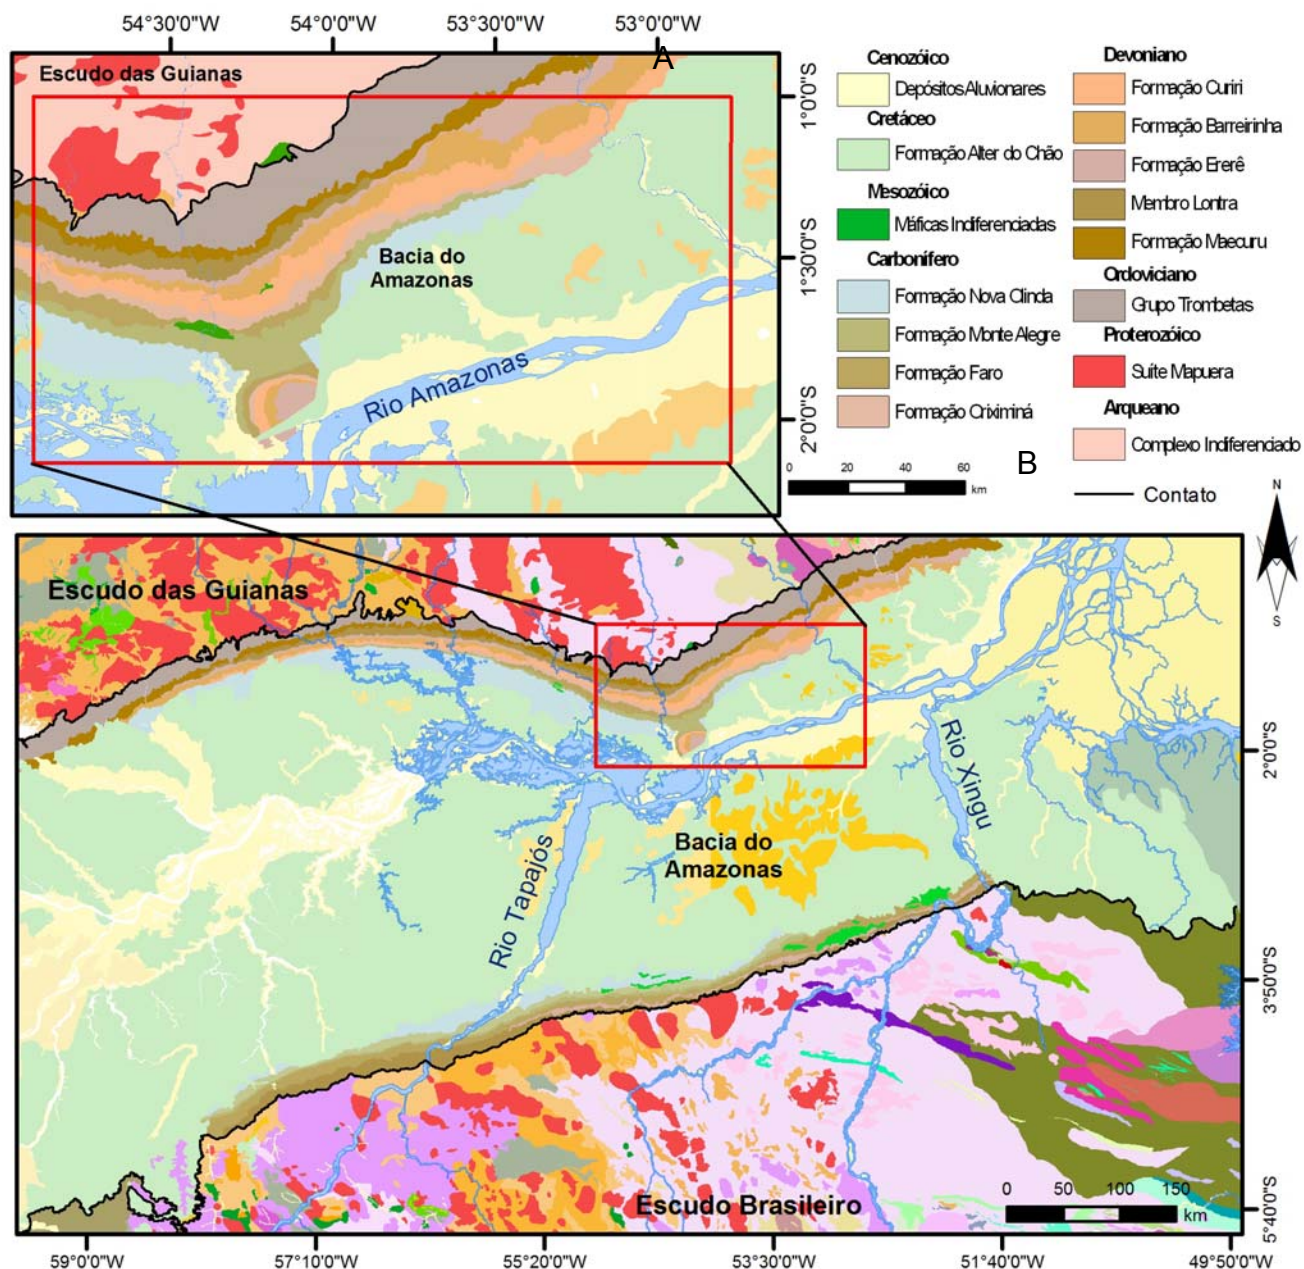 54°30'0"W
54°0'0"W
53°30'0"W
53°0'0"W
A
Escudo das Guianas
Bacia do
Amazonas
Rio Amazonas
1°0'0"S
1°30'0"S
2°0'0"S
Cenozóico
Depósitos Aluvionares
Cretáceo
Formação Alter do Chão
Mesozóico
Máficas Indiferenciadas
Carbonífero
Formação Nova Olinda
Formação Monte Alegre
Formação Faro
Formação Oriximiná
Devoniano
Formação Curiri
Formação Barreirinha
Formação Ererê
Membro Lontra
Formação Maecuru
Ordoviciano
Grupo Trombetas
Proterozóico
Suíte Mapuera
Arqueano
Complexo Indiferenciado
Contato
B
0 20 40 60
km
N
S
Escudo das Guianas
Rio Xingu
Bacia do
Amazonas
Rio Tapajós
Escudo Brasileiro
0 50 100 150
km
2°0'0"S
3°50'0"S
5°40'0"S
59°0'0"W
57°10'0"W
55°20'0"W
53°30'0"W
51°40'0"W
49°50'0"W